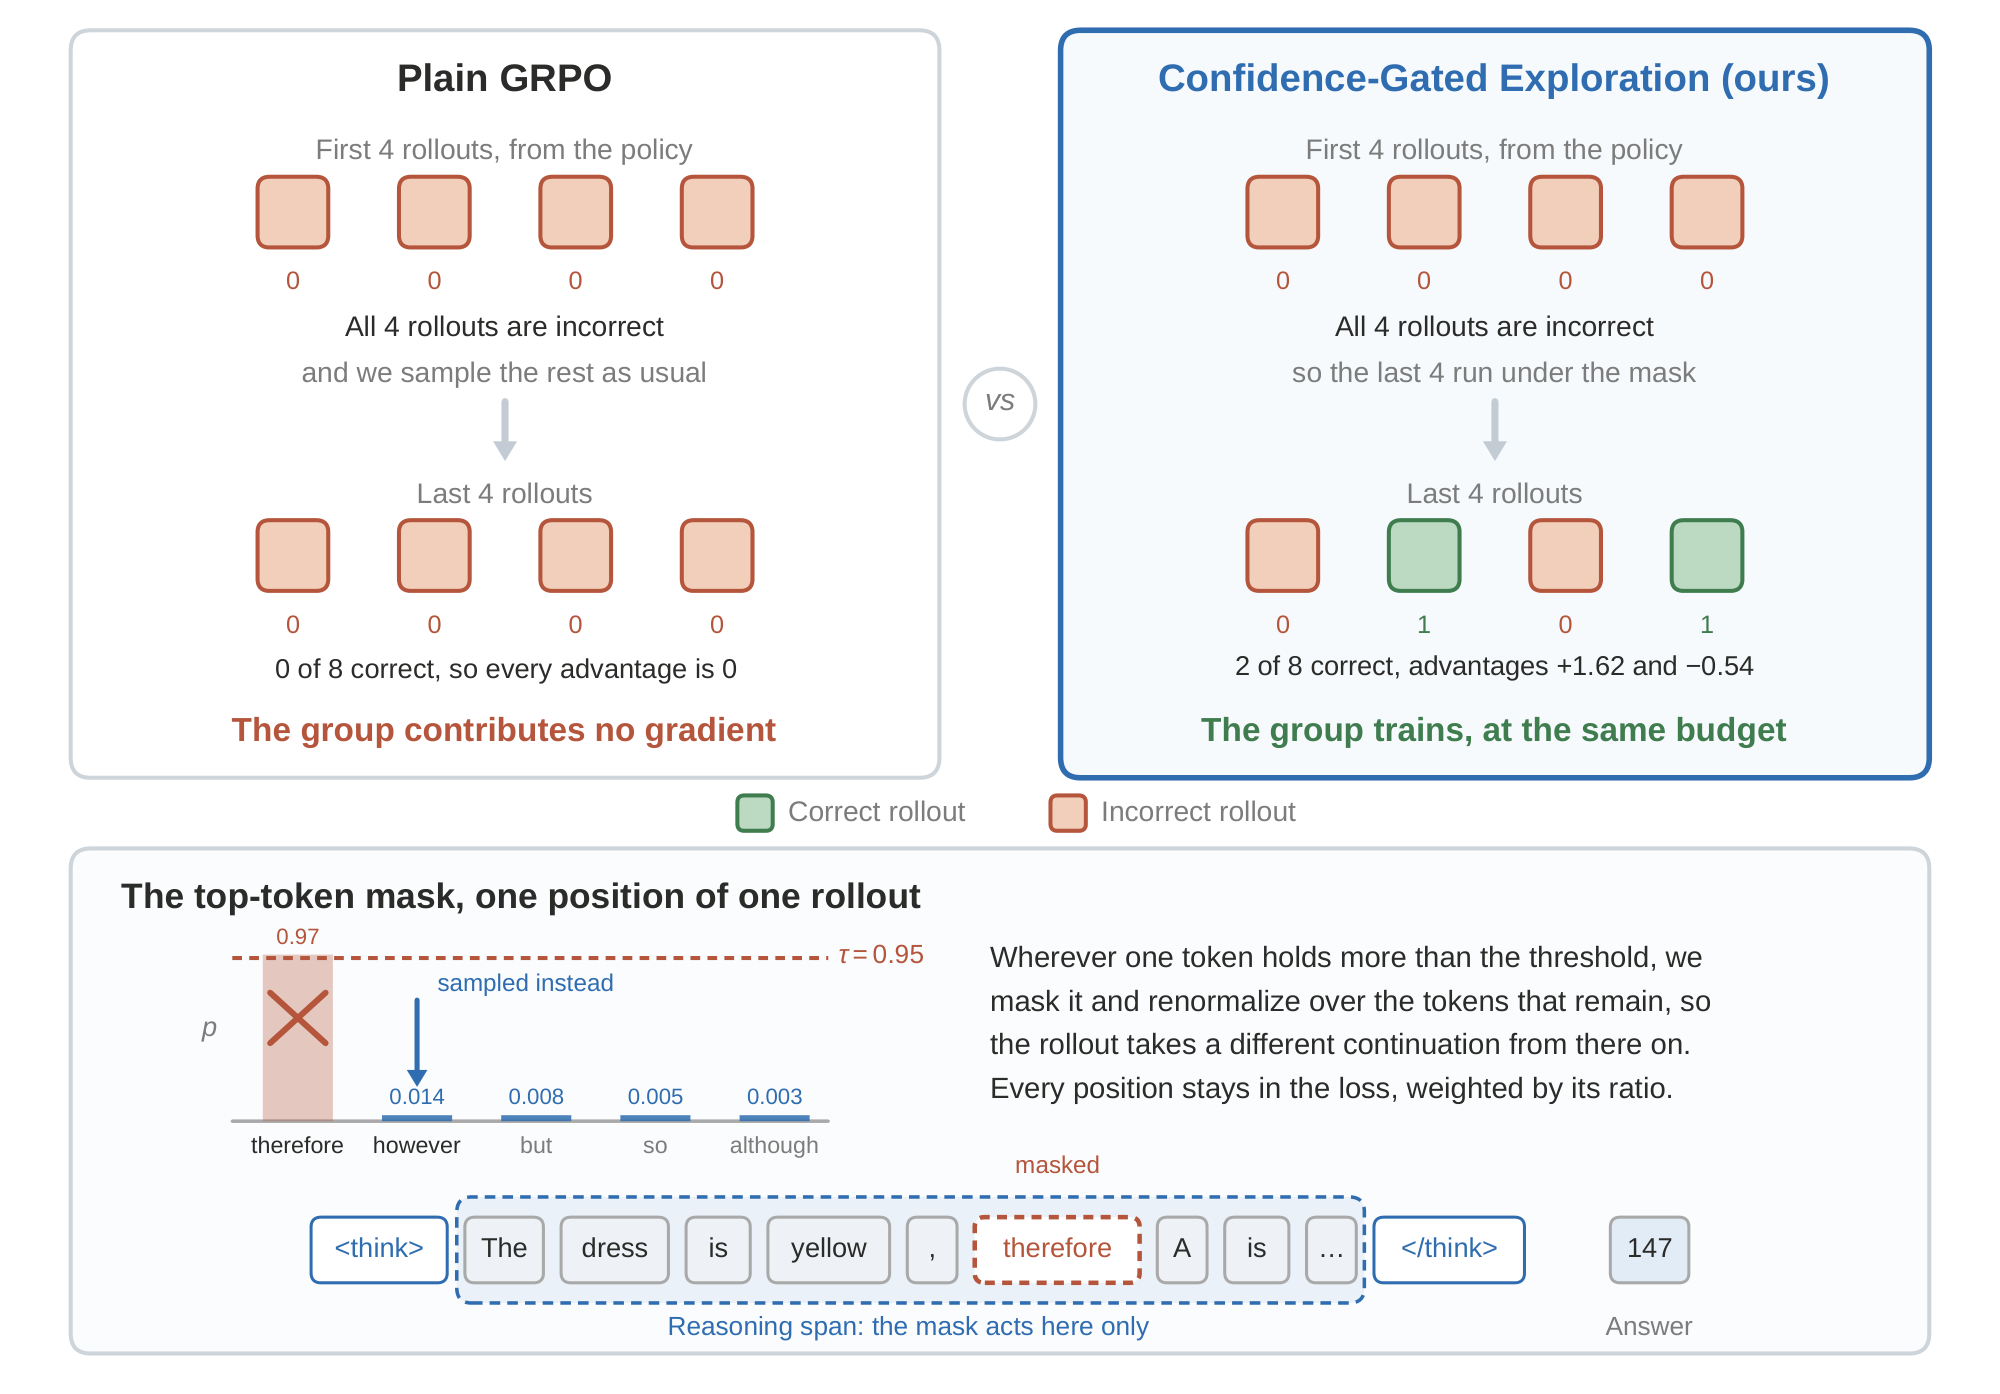 Plain GRPO
First 4 rollouts, from the policy
0 0 0 0
All 4 rollouts are incorrect
and we sample the rest as usual
Last 4 rollouts
0 0 0 0
0 of 8 correct, so every advantage is 0
The group contributes no gradient
vs
Confidence-Gated Exploration (ours)
First 4 rollouts, from the policy
0 0 0 0
All 4 rollouts are incorrect
so the last 4 run under the mask
Last 4 rollouts
0 1 0 1
2 of 8 correct, advantages +1.62 and −0.54
The group trains, at the same budget
Correct rollout Incorrect rollout
The top-token mask, one position of one rollout
0.97
τ = 0.95
sampled instead
p
0.014 0.008 0.005 0.003
therefore however but so although
Wherever one token holds more than the threshold, we
mask it and renormalize over the tokens that remain, so
the rollout takes a different continuation from there on.
Every position stays in the loss, weighted by its ratio.
masked
<think> The dress is yellow , therefore A is … </think> 147
Reasoning span: the mask acts here only Answer